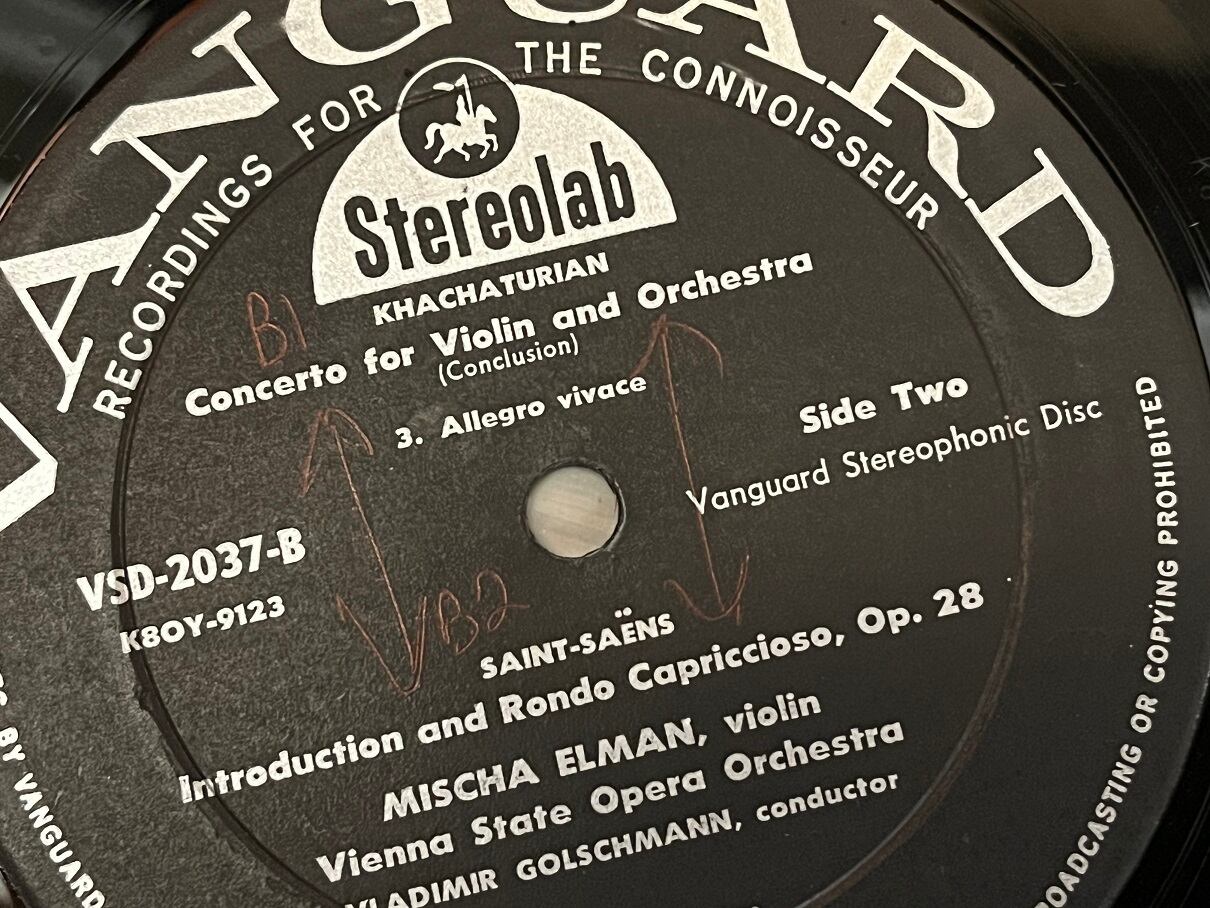 VANGUARD
RECORDINGS FOR THE CONNOISSEUR
Stereolab
KHACHATURIAN
B1
Concerto for Violin and Orchestra
(Conclusion)
3. Allegro vivace
Side Two
Vanguard Stereophonic Disc
VSD-2037-B
K8OY-9123
B2
SAINT-SAËNS
Introduction and Rondo Capriccioso, Op. 28
MISCHA ELMAN, violin
Vienna State Opera Orchestra
VLADIMIR GOLSCHMANN, conductor
BY VANGUARD
BROADCASTING OR COPYING PROHIBITED